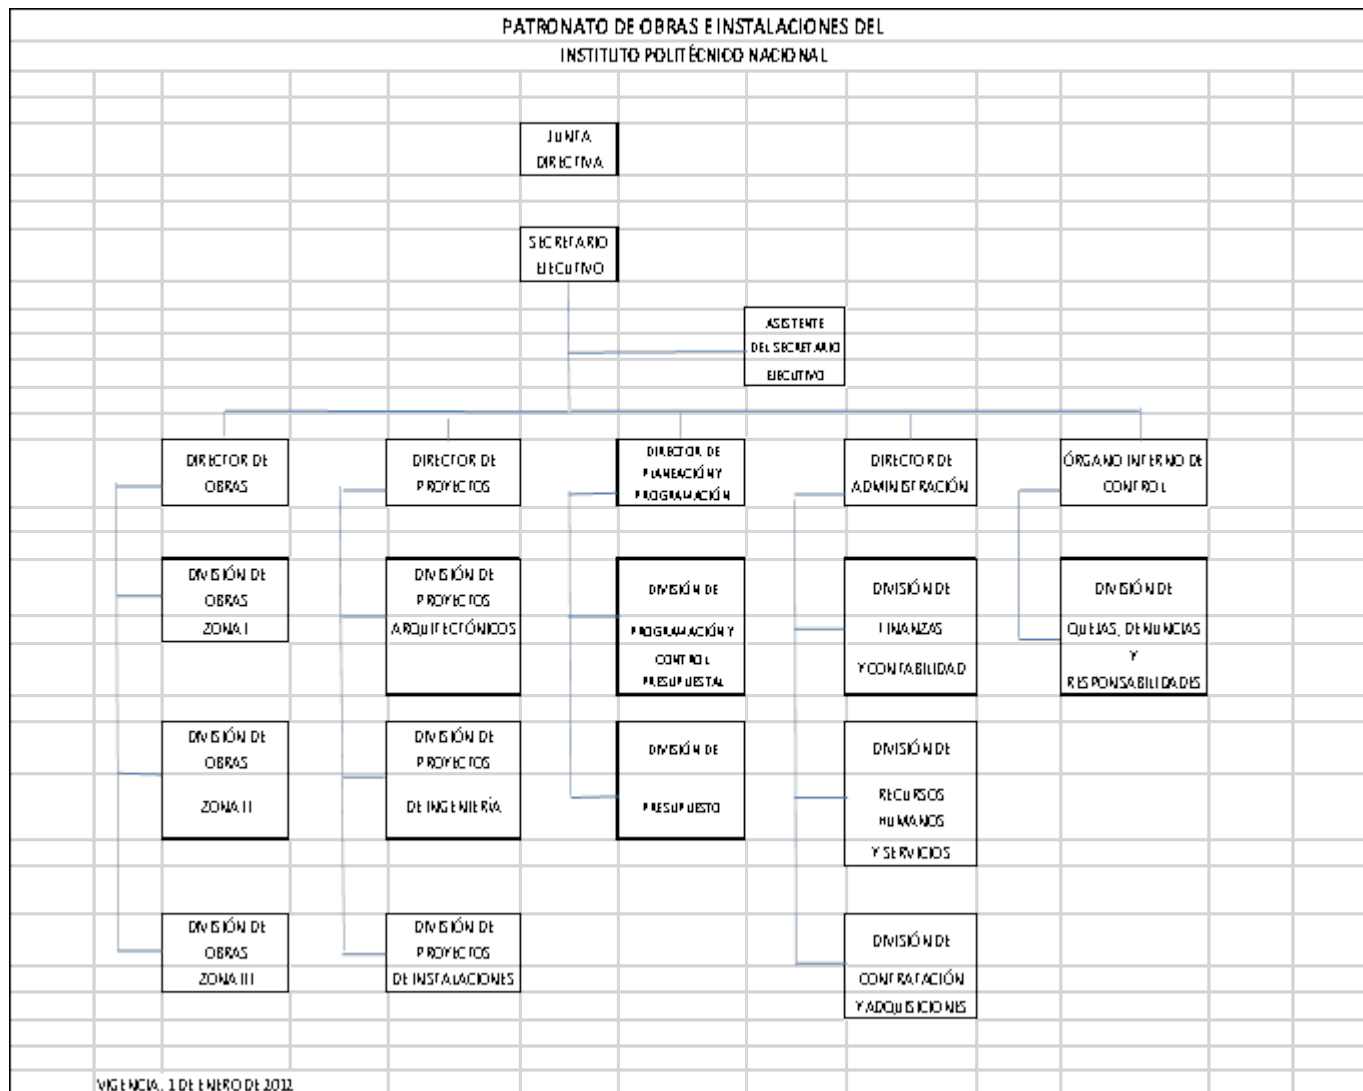 PATRONATO DE OBRAS E INSTALACIONES DEL
INSTITUTO POLITÉCNICO NACIONAL
JUNTA
DIRECTIVA
SECRETARIO
EJECUTIVO
ASISTENTE
DEL SECRETARIO
EJECUTIVO
DIRECTOR DE
OBRAS
DIRECTOR DE
PROYECTOS
DIRECTOR DE
PLANEACIÓN Y
PROGRAMACIÓN
DIRECTOR DE
ADMINISTRACIÓN
ÓRGANO INTERNO DE
CONTROL
DIVISIÓN DE
OBRAS
ZONA I
DIVISIÓN DE
PROYECTOS
ARQUITECTÓNICOS
DIVISIÓN DE
PROGRAMACIÓN Y
CONTROL
PRESUPUESTAL
DIVISIÓN DE
FINANZAS
Y CONTABILIDAD
DIVISIÓN DE
QUEJAS, DENUNCIAS
Y
RESPONSABILIDADES
DIVISIÓN DE
OBRAS
ZONA II
DIVISIÓN DE
PROYECTOS
DE INGENIERÍA
DIVISIÓN DE
PRESUPUESTO
DIVISIÓN DE
RECURSOS
HUMANOS
Y SERVICIOS
DIVISIÓN DE
OBRAS
ZONA III
DIVISIÓN DE
PROYECTOS
DE INSTALACIONES
DIVISIÓN DE
CONTRATACIÓN
Y ADQUISICIONES
VIGENCIA. 1 DE ENERO DE 2012